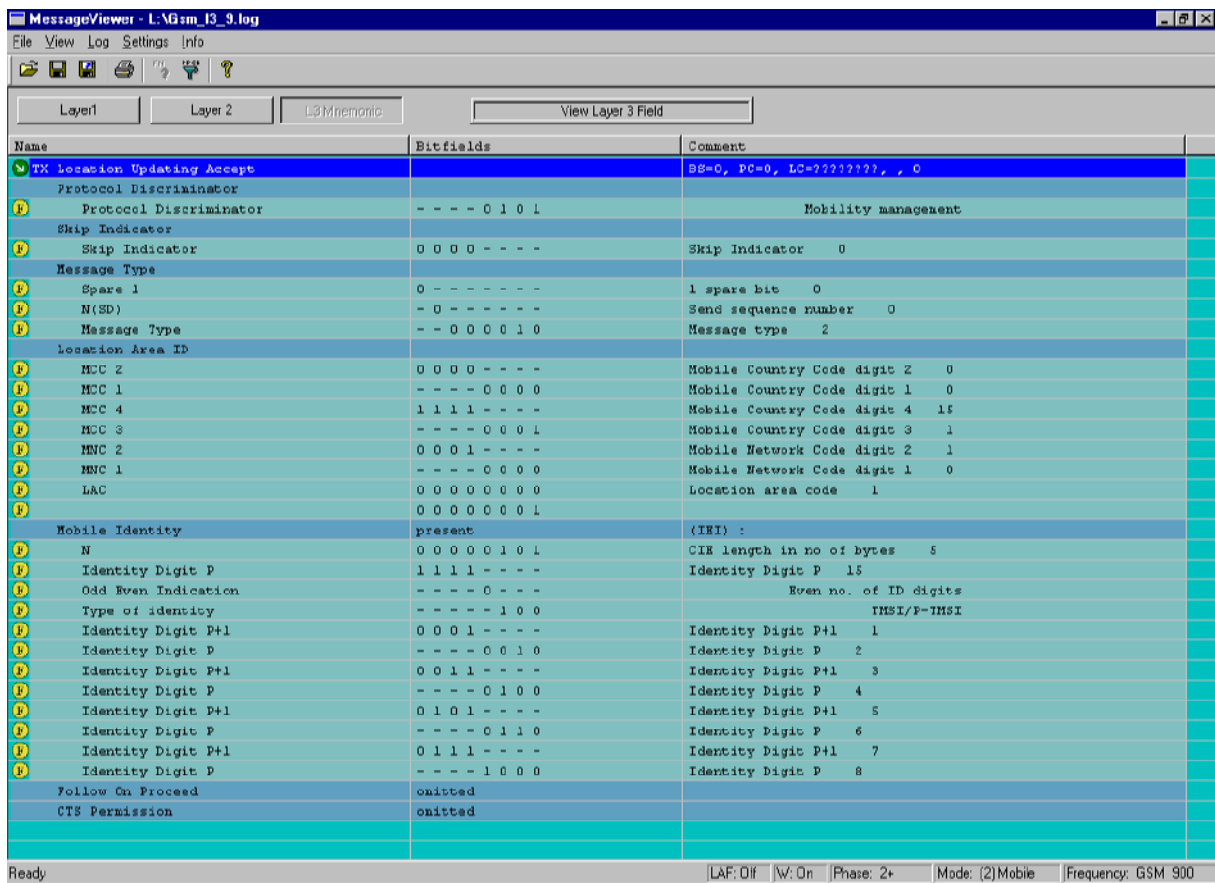 MessageViewer - L:\Gsm_l3_9.log
File View Log Settings Info
Layer1 Layer 2 L3 Mnemonic View Layer 3 Field
Name Bitfields Comment
TX Location Updating Accept BS=0, PC=0, LC=????????, , 0
Protocol Discriminator
F Protocol Discriminator - - - - 0 1 0 1 Mobility management
Skip Indicator
F Skip Indicator 0 0 0 0 - - - - Skip Indicator 0
Message Type
F Spare 1 0 - - - - - - - 1 spare bit 0
F N(SD) - 0 - - - - - - Send sequence number 0
F Message Type - - 0 0 0 0 1 0 Message type 2
Location Area ID
F MCC 2 0 0 0 0 - - - - Mobile Country Code digit 2 0
F MCC 1 - - - - 0 0 0 0 Mobile Country Code digit 1 0
F MCC 4 1 1 1 1 - - - - Mobile Country Code digit 4 15
F MCC 3 - - - - 0 0 0 1 Mobile Country Code digit 3 1
F MNC 2 0 0 0 1 - - - - Mobile Network Code digit 2 1
F MNC 1 - - - - 0 0 0 0 Mobile Network Code digit 1 0
F LAC 0 0 0 0 0 0 0 0 Location area code 1
F 0 0 0 0 0 0 0 1
Mobile Identity present (IEI) :
F N 0 0 0 0 0 1 0 1 CIE length in no of bytes 5
F Identity Digit P 1 1 1 1 - - - - Identity Digit P 15
F Odd Even Indication - - - - 0 - - - Even no. of ID digits
F Type of identity - - - - - 1 0 0 TMSI/P-TMSI
F Identity Digit P+1 0 0 0 1 - - - - Identity Digit P+1 1
F Identity Digit P - - - - 0 0 1 0 Identity Digit P 2
F Identity Digit P+1 0 0 1 1 - - - - Identity Digit P+1 3
F Identity Digit P - - - - 0 1 0 0 Identity Digit P 4
F Identity Digit P+1 0 1 0 1 - - - - Identity Digit P+1 5
F Identity Digit P - - - - 0 1 1 0 Identity Digit P 6
F Identity Digit P+1 0 1 1 1 - - - - Identity Digit P+1 7
F Identity Digit P - - - - 1 0 0 0 Identity Digit P 8
Follow On Proceed omitted
CTS Permission omitted
Ready LAF: Off W: On Phase: 2+ Mode: (2) Mobile Frequency: GSM 900